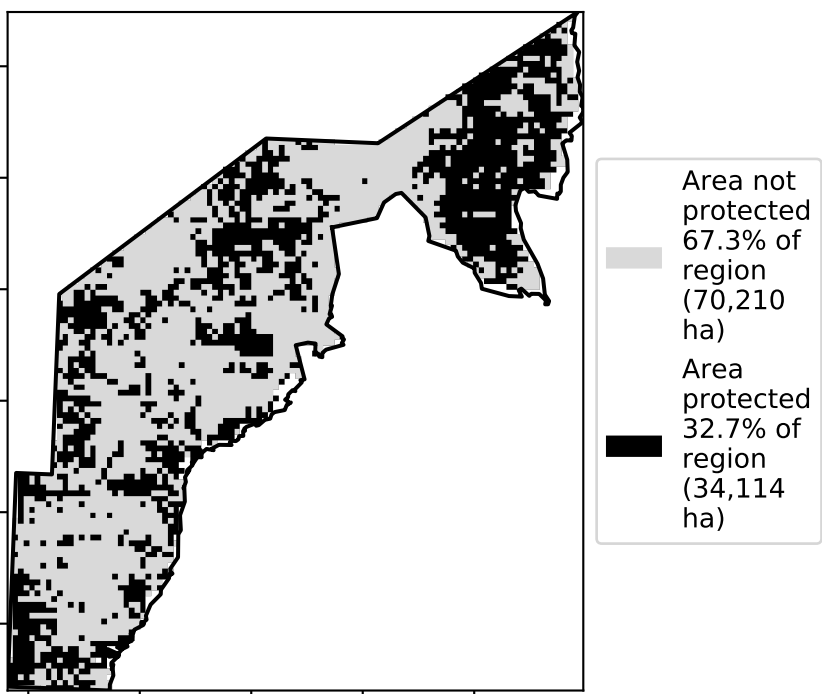 Area not
protected
67.3% of
region
(70,210
ha)
Area
protected
32.7% of
region
(34,114
ha)